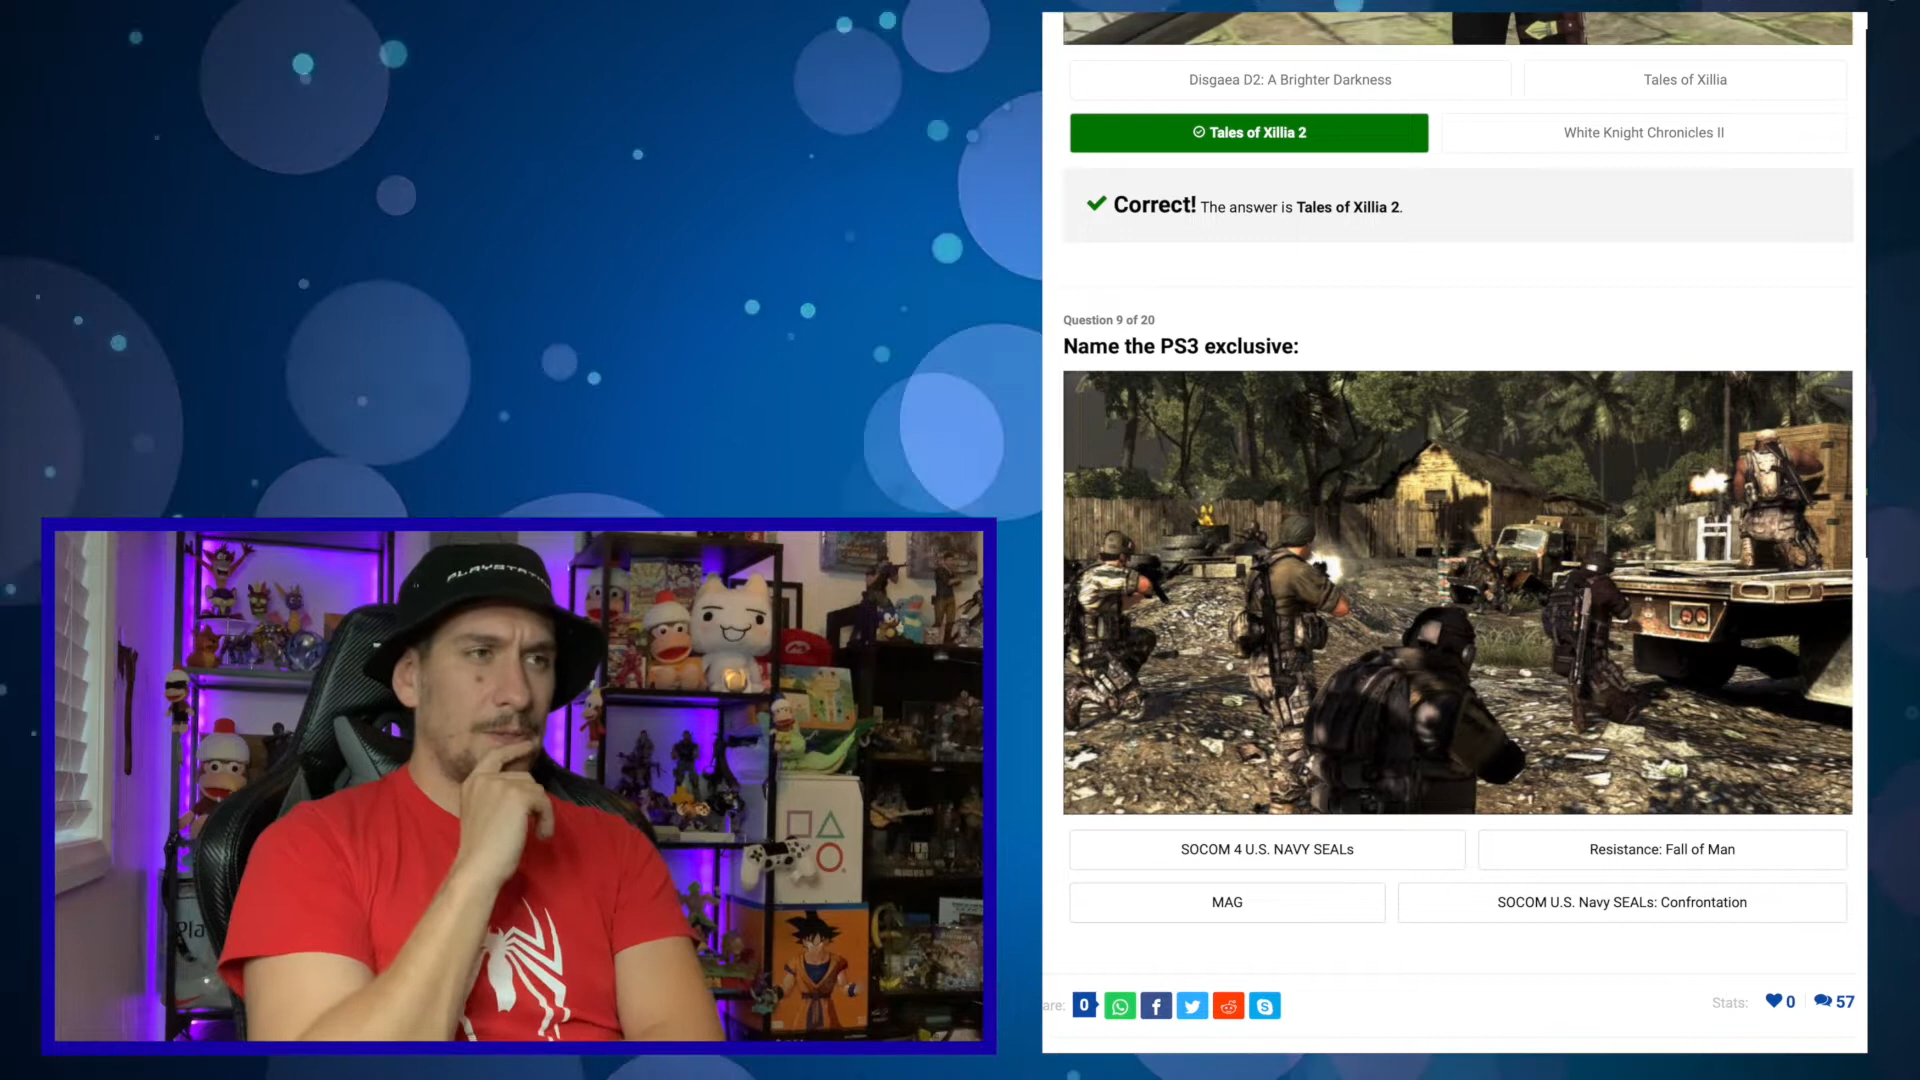 Disgaea D2: A Brighter Darkness
Tales of Xillia
Tales of Xillia 2
White Knight Chronicles II
Correct! The answer is Tales of Xillia 2.
Question 9 of 20
Name the PS3 exclusive:
SOCOM 4 U.S. NAVY SEALs
Resistance: Fall of Man
MAG
SOCOM U.S. Navy SEALs: Confrontation
are:
0
Stats:
0
57